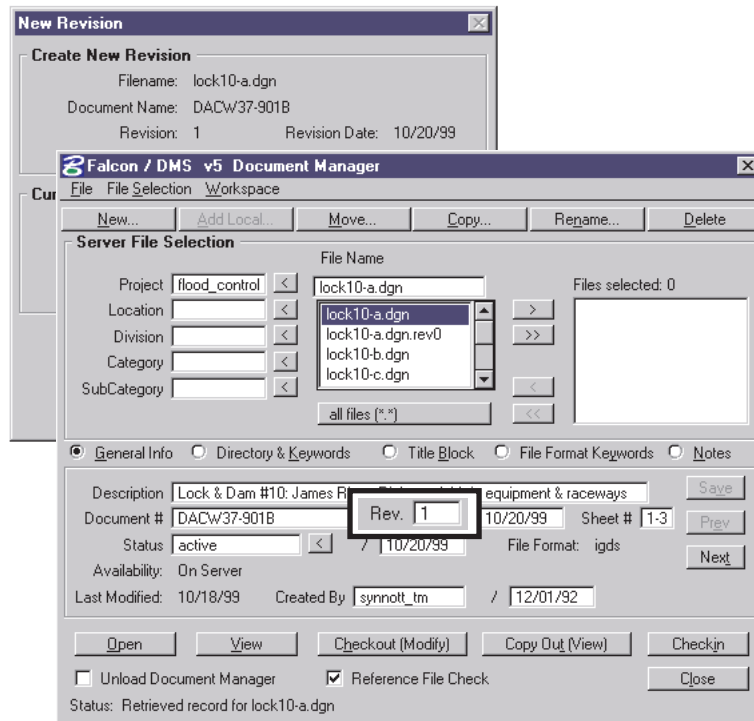 New Revision
Create New Revision
Filename: lock10-a.dgn
Document Name: DACW37-901B
Revision: 1 Revision Date: 10/20/99
Cur
Falcon / DMS v5 Document Manager
File File Selection Workspace
New... Add Local... Move... Copy... Rename... Delete
Server File Selection
File Name
Project flood_control < lock10-a.dgn Files selected: 0
Location < lock10-a.dgn >
Division < lock10-a.dgn.rev0 >>
Category < lock10-b.dgn
SubCategory < lock10-c.dgn <
all files (*.*) <<
General Info Directory & Keywords Title Block File Format Keywords Notes
Description Lock & Dam #10: James equipment & raceways Save
Document # DACW37-901B Rev. 1 10/20/99 Sheet # 1-3 Prev
Status active < / 10/20/99 File Format: igds Next
Availability: On Server
Last Modified: 10/18/99 Created By synnott_tm / 12/01/92
Open View Checkout (Modify) Copy Out (View) Checkin
Unload Document Manager Reference File Check Close
Status: Retrieved record for lock10-a.dgn